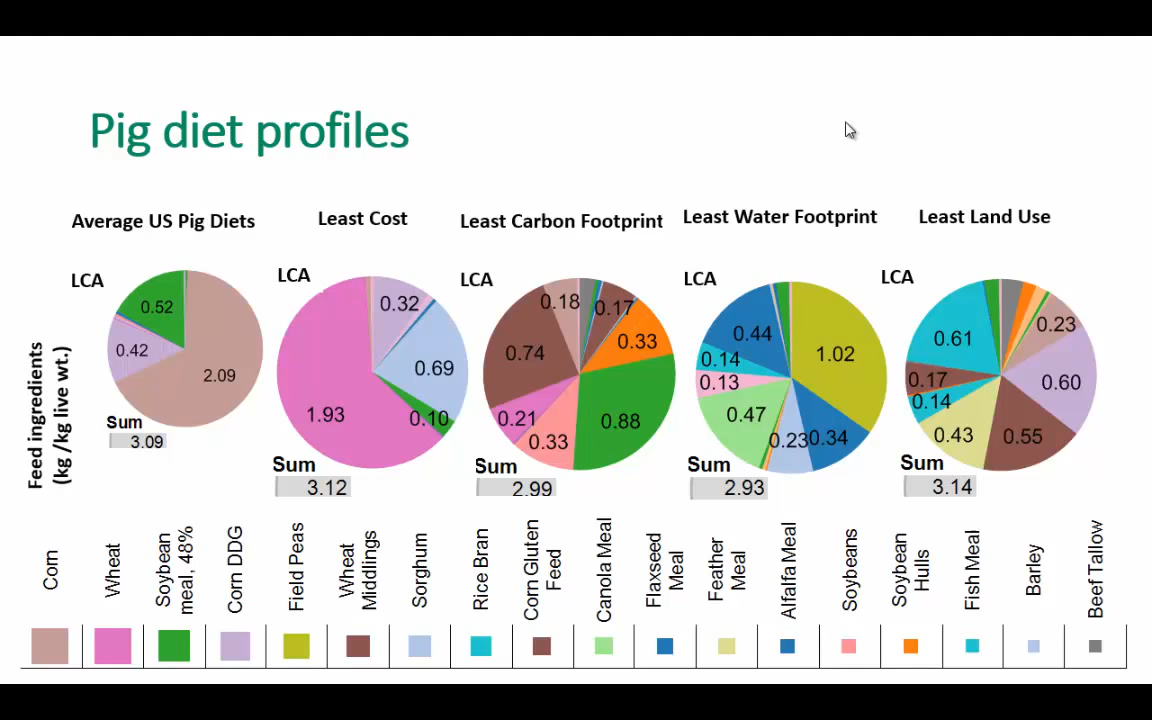 Pig diet profiles
Average US Pig Diets
Least Cost
Least Carbon Footprint
Least Water Footprint
Least Land Use
Feed ingredients
(kg /kg live wt.)
LCA
0.52
0.42
2.09
Sum
3.09
LCA
0.32
0.69
0.10
1.93
Sum
3.12
LCA
0.18
0.17
0.33
0.74
0.88
0.21
0.33
Sum
2.99
LCA
0.44
1.02
0.14
0.13
0.47
0.23
0.34
Sum
2.93
LCA
0.23
0.61
0.60
0.17
0.14
0.43
0.55
Sum
3.14
Corn
Wheat
Soybean
meal, 48%
Corn DDG
Field Peas
Wheat
Middlings
Sorghum
Rice Bran
Corn Gluten
Feed
Canola Meal
Flaxseed
Meal
Feather
Meal
Alfalfa Meal
Soybeans
Soybean
Hulls
Fish Meal
Barley
Beef Tallow